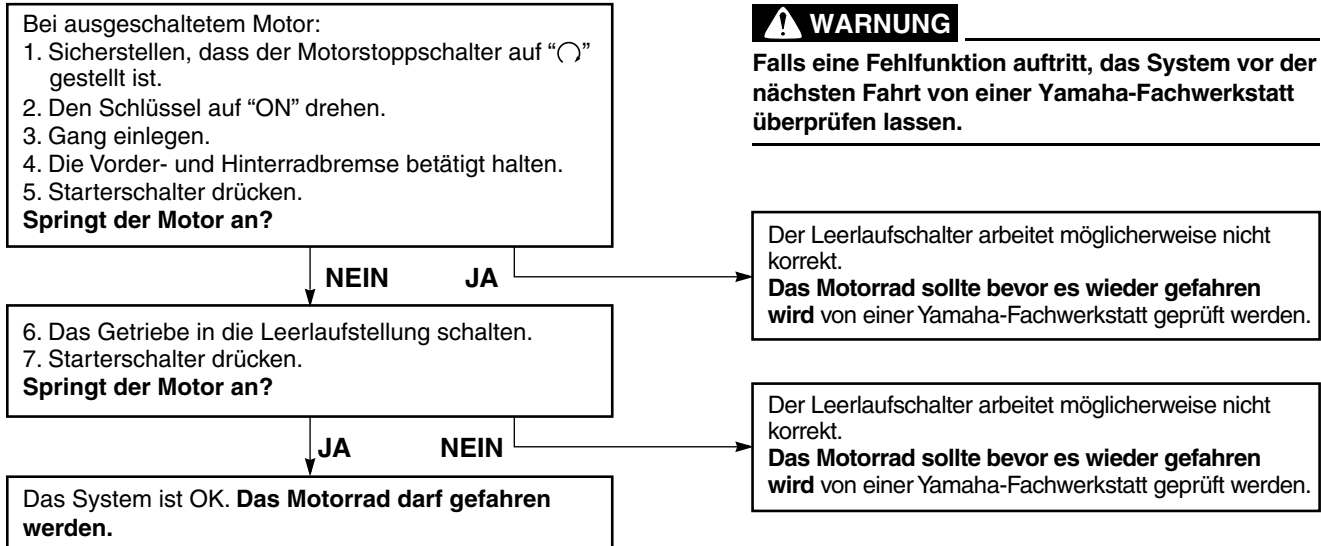 Bei ausgeschaltetem Motor:
1. Sicherstellen, dass der Motorstoppschalter auf “○”
gestellt ist.
2. Den Schlüssel auf “ON” drehen.
3. Gang einlegen.
4. Die Vorder- und Hinterradbremse betätigt halten.
5. Starterschalter drücken.
Springt der Motor an?
WARNUNG
Falls eine Fehlfunktion auftritt, das System vor der
nächsten Fahrt von einer Yamaha-Fachwerkstatt
überprüfen lassen.
NEIN JA
Der Leerlaufschalter arbeitet möglicherweise nicht
korrekt.
Das Motorrad sollte bevor es wieder gefahren
wird von einer Yamaha-Fachwerkstatt geprüft werden.
6. Das Getriebe in die Leerlaufstellung schalten.
7. Starterschalter drücken.
Springt der Motor an?
JA NEIN
Der Leerlaufschalter arbeitet möglicherweise nicht
korrekt.
Das Motorrad sollte bevor es wieder gefahren
wird von einer Yamaha-Fachwerkstatt geprüft werden.
Das System ist OK. Das Motorrad darf gefahren
werden.